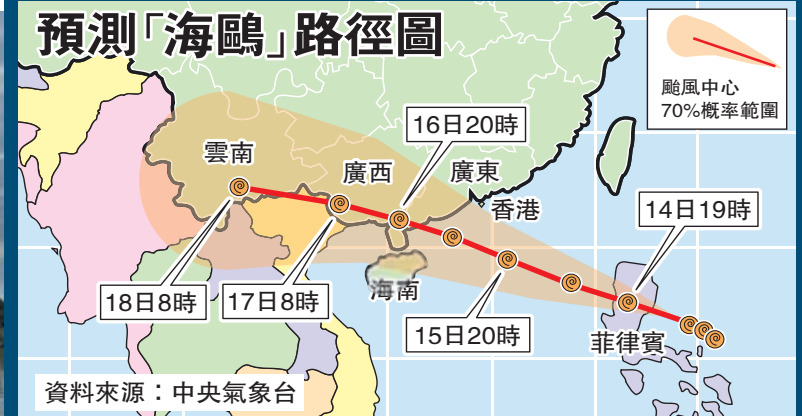 預測「海鷗」路徑圖
颱風中心
70%概率範圍
16日20時
雲南
廣西
廣東
香港
14日19時
海南
18日8時
17日8時
15日20時
菲律賓
資料來源：中央氣象台